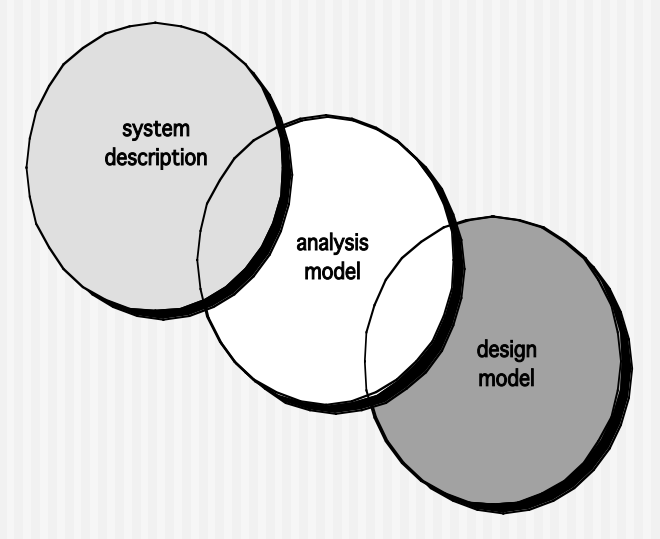 system
description
analysis
model
design
model